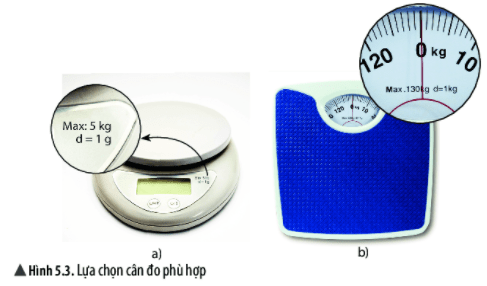 Max: 5 kg
d = 1 g
120 0 kg 10
Max.130kg d=1kg
a)
b)
▲ Hình 5.3. Lựa chọn cân đo phù hợp